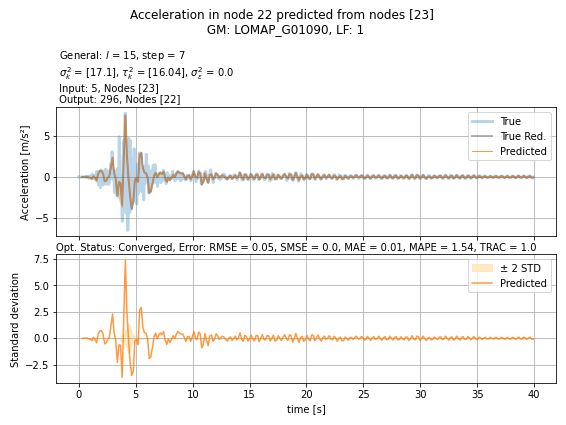 Acceleration in node 22 predicted from nodes [23]
GM: LOMAP_G01090, LF: 1
General: l = 15, step = 7
σ²ₖ = [17.1], τ²ₖ = [16.04], σ²ε = 0.0
Input: 5, Nodes [23]
Output: 296, Nodes [22]
Acceleration [m/s²]
5
0
−5
True
True Red.
Predicted
Opt. Status: Converged, Error: RMSE = 0.05, SMSE = 0.0, MAE = 0.01, MAPE = 1.54, TRAC = 1.0
Standard deviation
7.5
5.0
2.5
0.0
−2.5
± 2 STD
Predicted
0 5 10 15 20 25 30 35 40
time [s]